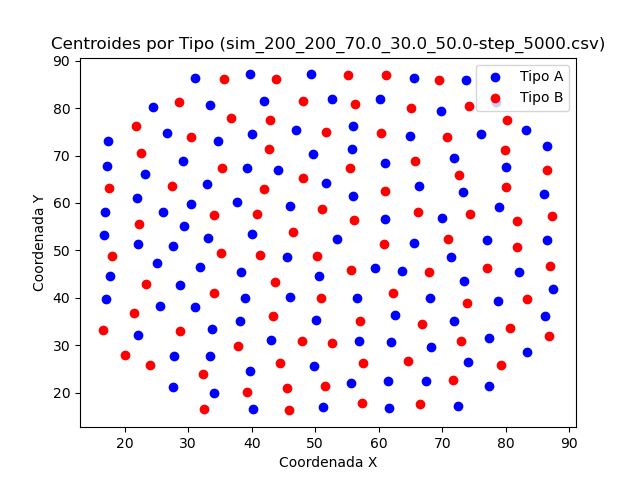 Centroides por Tipo (sim_200_200_70.0_30.0_50.0-step_5000.csv)
Tipo A
Tipo B
90
80
70
60
50
40
30
20
Coordenada Y
20 30 40 50 60 70 80 90
Coordenada X